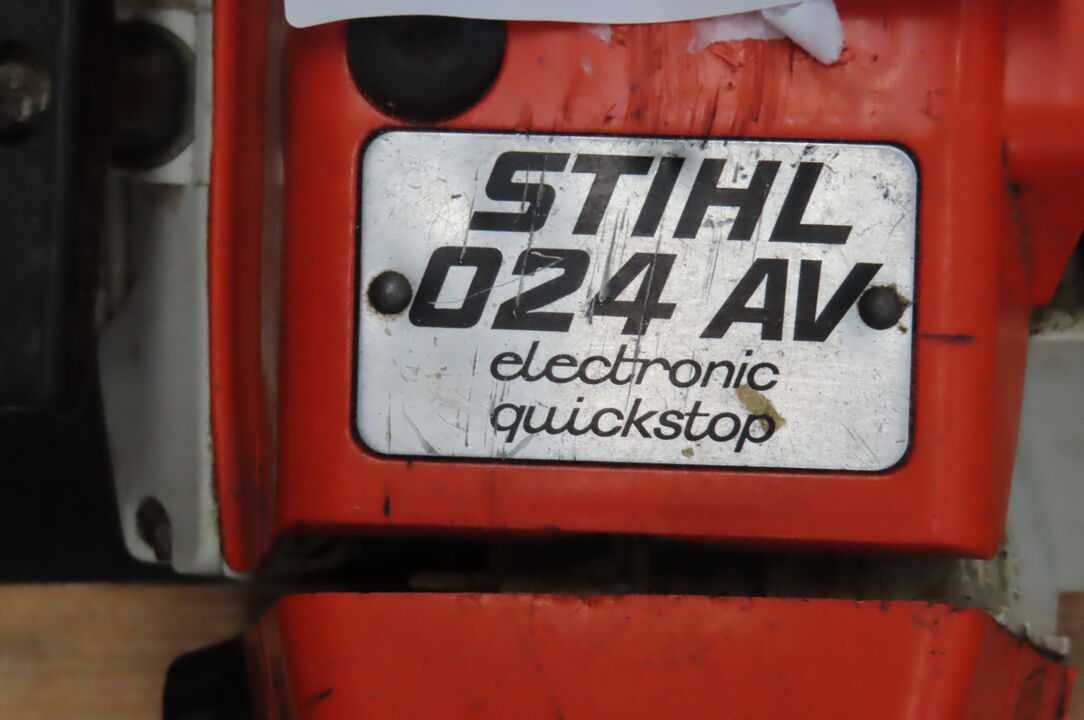 STIHL
024 AV
electronic
quickstop